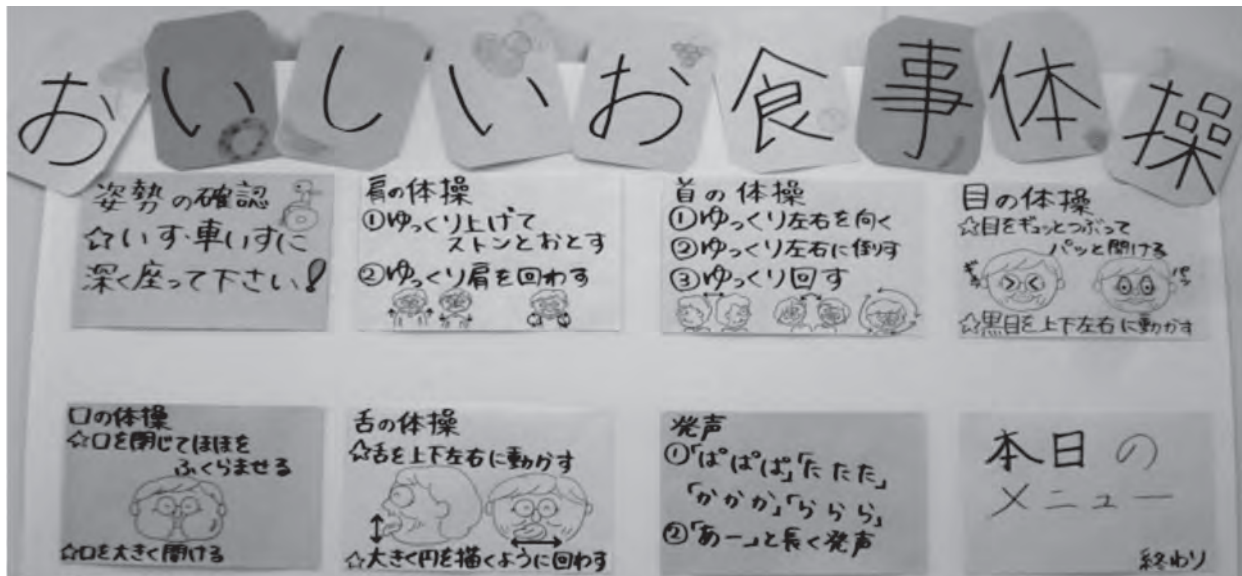 おいしいお食事体操
姿勢の確認
☆いす・車いすに
深く座って下さい!
肩の体操
①ゆっくり上げて
ストンとおとす
②ゆっくり肩を回わす
首の体操
①ゆっくり左右を向く
②ゆっくり左右に倒す
③ゆっくり回す
目の体操
☆目をギュッとつぶって
パッと開ける
ギュッ
パッ
☆黒目を上下左右に動かす
口の体操
☆口を閉じてほほを
ふくらませる
☆口を大きく開ける
舌の体操
☆舌を上下左右に動かす
☆大きく円を描くように回わす
発声
①「ぱぱぱ」「たたた」
「かかか」「ららら」
②「あー」と長く発声
本日の
メニュー
終わり